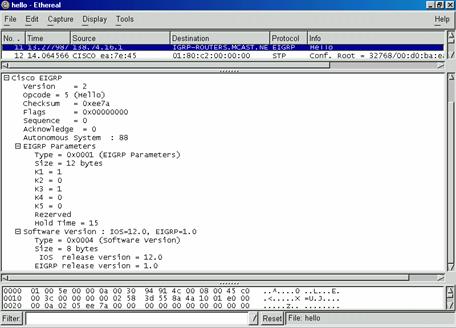 hello - Ethereal
File Edit Capture Display Tools Help
No. . Time Source Destination Protocol Info
11 13.277987 138.74.16.1 IGRP-ROUTERS.MCAST.NE EIGRP Hello
12 14.064566 CISCO ea:7e:45 01:80:c2:00:00:00 STP Conf. Root = 32768/00:d0:ba:ea
Cisco EIGRP
Version = 2
Opcode = 5 (Hello)
Checksum = 0xee7a
Flags = 0x00000000
Sequence = 0
Acknowledge = 0
Autonomous System : 88
EIGRP Parameters
Type = 0x0001 (EIGRP Parameters)
Size = 12 bytes
K1 = 1
K2 = 0
K3 = 1
K4 = 0
K5 = 0
Rezerved
Hold Time = 15
Software Version : IOS=12.0, EIGRP=1.0
Type = 0x0004 (Software Version)
Size = 8 bytes
IOS release version = 12.0
EIGRP release version = 1.0
0000 01 00 5e 00 00 0a 00 30 94 91 4c 00 08 00 45 c0 ..^....0 ..L...E.
0010 00 3c 00 00 00 00 02 58 3d 55 8a 4a 10 01 e0 00 .<.....X =U.J....
0020 00 0a 02 05 ee 7a 00 00 00 00 00 00 00 00 00 00 .....z.. ........
Filter: / Reset File: hello